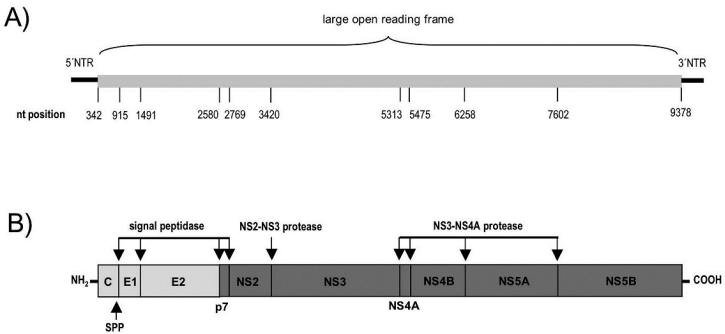 A)
large open reading frame
5´NTR
3´NTR
nt position 342 915 1491 2580 2769 3420 5313 5475 6258 7602 9378
B)
signal peptidase NS2-NS3 protease NS3-NS4A protease
NH2 C E1 E2 NS2 NS3 NS4B NS5A NS5B COOH
p7 NS4A
SPP